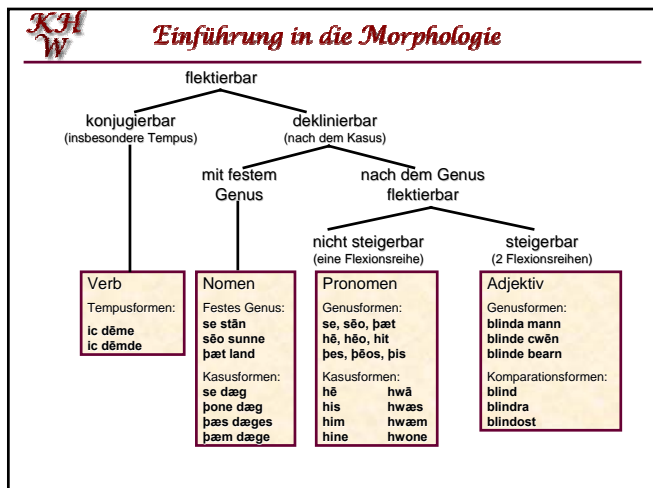 KH
W
Einführung in die Morphologie
flektierbar
konjugierbar
(insbesondere Tempus)
deklinierbar
(nach dem Kasus)
mit festem
Genus
nach dem Genus
flektierbar
nicht steigerbar
(eine Flexionsreihe)
steigerbar
(2 Flexionsreihen)
Verb
Tempusformen:
ic dēme
ic dēmde
Nomen
Festes Genus:
se stān
sēo sunne
þæt land
Kasusformen:
se dæg
þone dæg
þæs dæges
þæm dæge
Pronomen
Genusformen:
se, sēo, þæt
hē, hēo, hit
þes, þēos, þis
Kasusformen:
hē hwā
his hwæs
him hwæm
hine hwone
Adjektiv
Genusformen:
blinda mann
blinde cwēn
blinde bearn
Komparationsformen:
blind
blindra
blindost